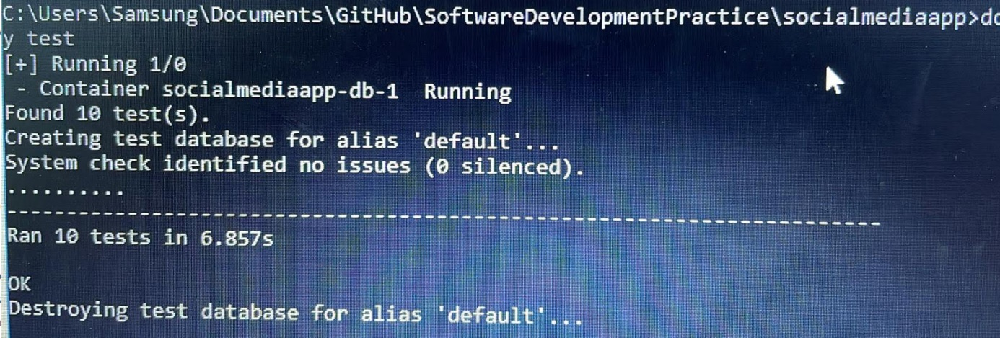 C:\Users\Samsung\Documents\GitHub\SoftwareDevelopmentPractice\socialmediaapp>do
y test
[+] Running 1/0
 - Container socialmediaapp-db-1  Running
Found 10 test(s).
Creating test database for alias 'default'...
System check identified no issues (0 silenced).
..........
----------------------------------------------------------------------
Ran 10 tests in 6.857s
OK
Destroying test database for alias 'default'...